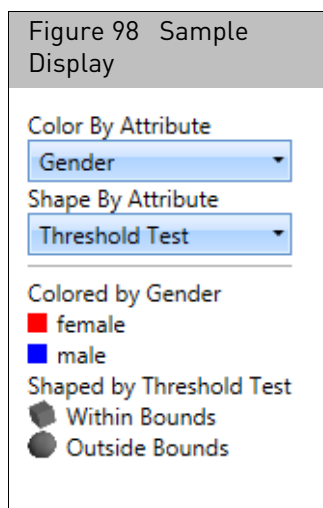 Figure 98 Sample
Display
Color By Attribute
Gender
Shape By Attribute
Threshold Test
Colored by Gender
female
male
Shaped by Threshold Test
Within Bounds
Outside Bounds